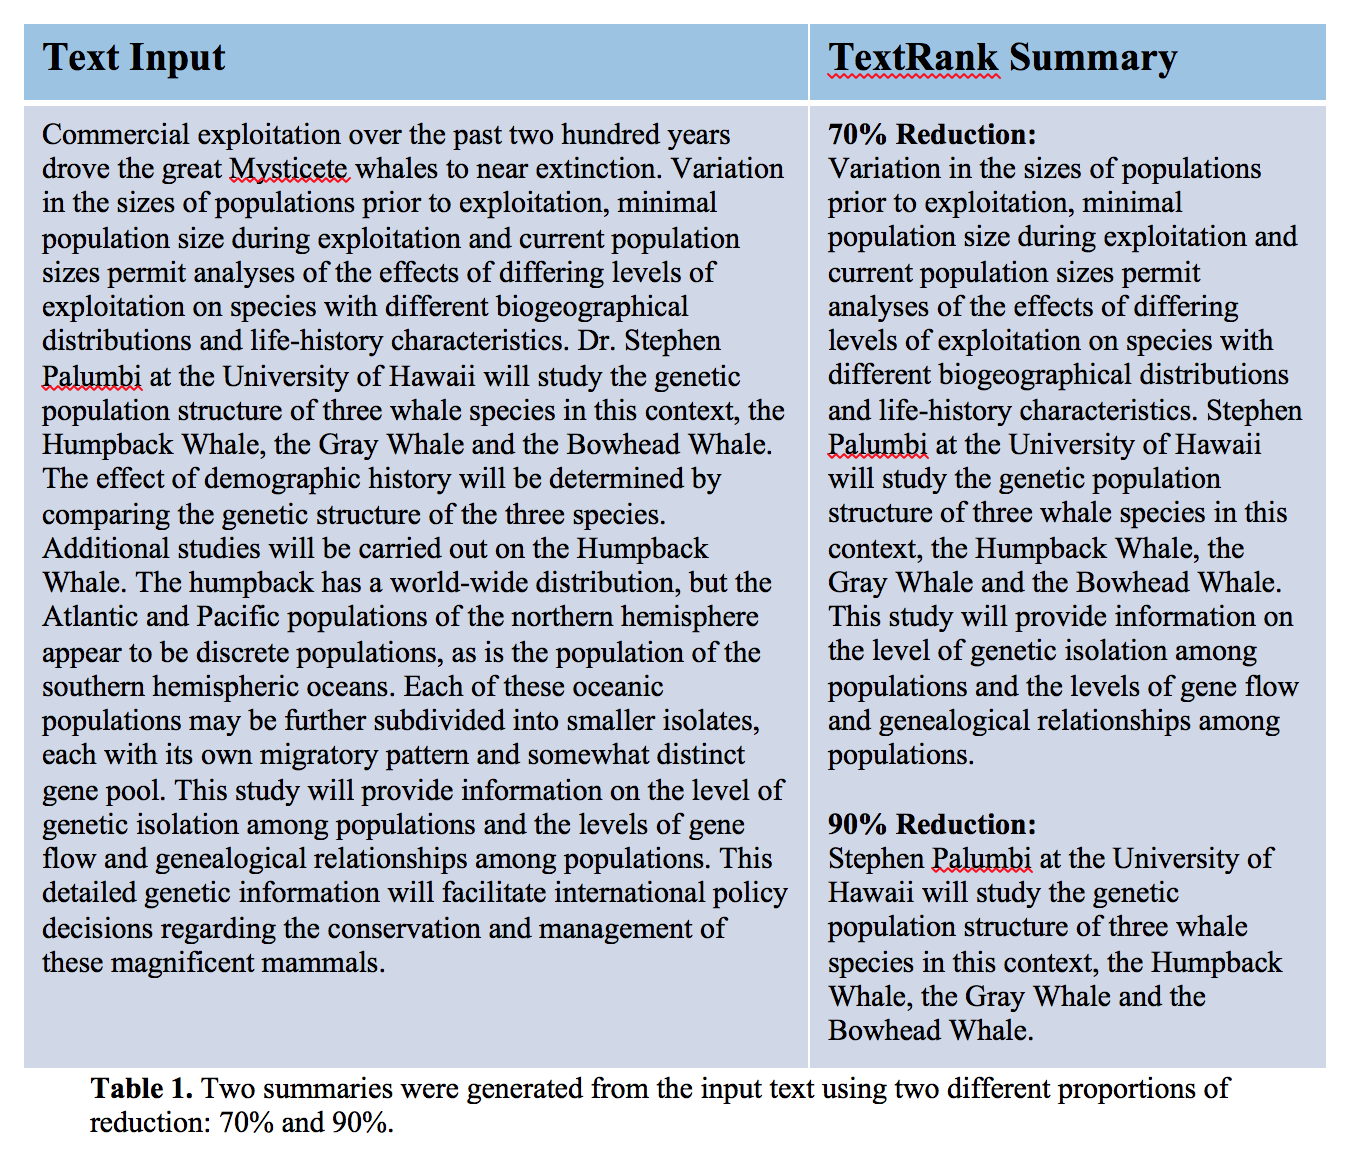 Text Input
Commercial exploitation over the past two hundred years
drove the great Mysticete whales to near extinction. Variation
in the sizes of populations prior to exploitation, minimal
population size during exploitation and current population
sizes permit analyses of the effects of differing levels of
exploitation on species with different biogeographical
distributions and life-history characteristics. Dr. Stephen
Palumbi at the University of Hawaii will study the genetic
population structure of three whale species in this context, the
Humpback Whale, the Gray Whale and the Bowhead Whale.
The effect of demographic history will be determined by
comparing the genetic structure of the three species.
Additional studies will be carried out on the Humpback
Whale. The humpback has a world-wide distribution, but the
Atlantic and Pacific populations of the northern hemisphere
appear to be discrete populations, as is the population of the
southern hemispheric oceans. Each of these oceanic
populations may be further subdivided into smaller isolates,
each with its own migratory pattern and somewhat distinct
gene pool. This study will provide information on the level of
genetic isolation among populations and the levels of gene
flow and genealogical relationships among populations. This
detailed genetic information will facilitate international policy
decisions regarding the conservation and management of
these magnificent mammals.
TextRank Summary
70% Reduction:
Variation in the sizes of populations
prior to exploitation, minimal
population size during exploitation and
current population sizes permit
analyses of the effects of differing
levels of exploitation on species with
different biogeographical distributions
and life-history characteristics. Stephen
Palumbi at the University of Hawaii
will study the genetic population
structure of three whale species in this
context, the Humpback Whale, the
Gray Whale and the Bowhead Whale.
This study will provide information on
the level of genetic isolation among
populations and the levels of gene flow
and genealogical relationships among
populations.
90% Reduction:
Stephen Palumbi at the University of
Hawaii will study the genetic
population structure of three whale
species in this context, the Humpback
Whale, the Gray Whale and the
Bowhead Whale.
Table 1. Two summaries were generated from the input text using two different proportions of
reduction: 70% and 90%.